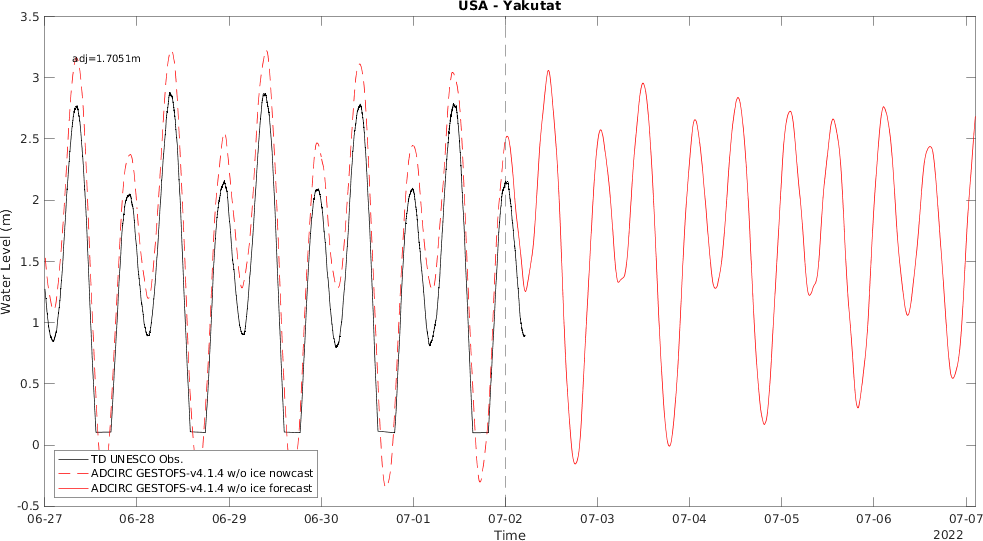 USA - Yakutat
adj=1.7051m
3.5
3
2.5
2
1.5
1
0.5
0
-0.5
Water Level (m)
TD UNESCO Obs.
ADCIRC GESTOFS-v4.1.4 w/o ice nowcast
ADCIRC GESTOFS-v4.1.4 w/o ice forecast
06-27 06-28 06-29 06-30 07-01 07-02 07-03 07-04 07-05 07-06 07-07
Time
2022